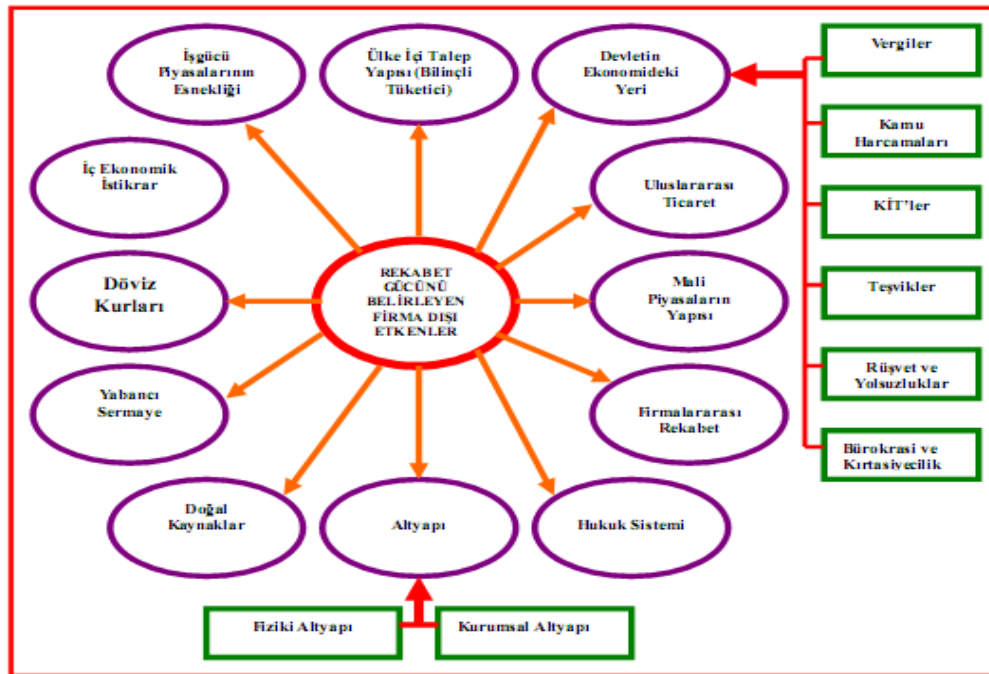 İşgücü
Piyasalarının
Esnekliği
Ülke İçi Talep
Yapısı (Bilinçli
Tüketici)
Devletin
Ekonomideki
Yeri
Vergiler
Kamu
Harcamaları
İç Ekonomik
İstikrar
Uluslararası
Ticaret
KİT'ler
Döviz
Kurları
REKABET
GÜCÜNÜ
BELİRLEYEN
FİRMA DIŞI
ETKENLER
Mali
Piyasaların
Yapısı
Teşvikler
Yabancı
Sermaye
Firmalararası
Rekabet
Rüşvet ve
Yolsuzluklar
Bürokrasi ve
Kırtasiyecilik
Doğal
Kaynaklar
Altyapı
Hukuk Sistemi
Fiziki Altyapı
Kurumsal Altyapı